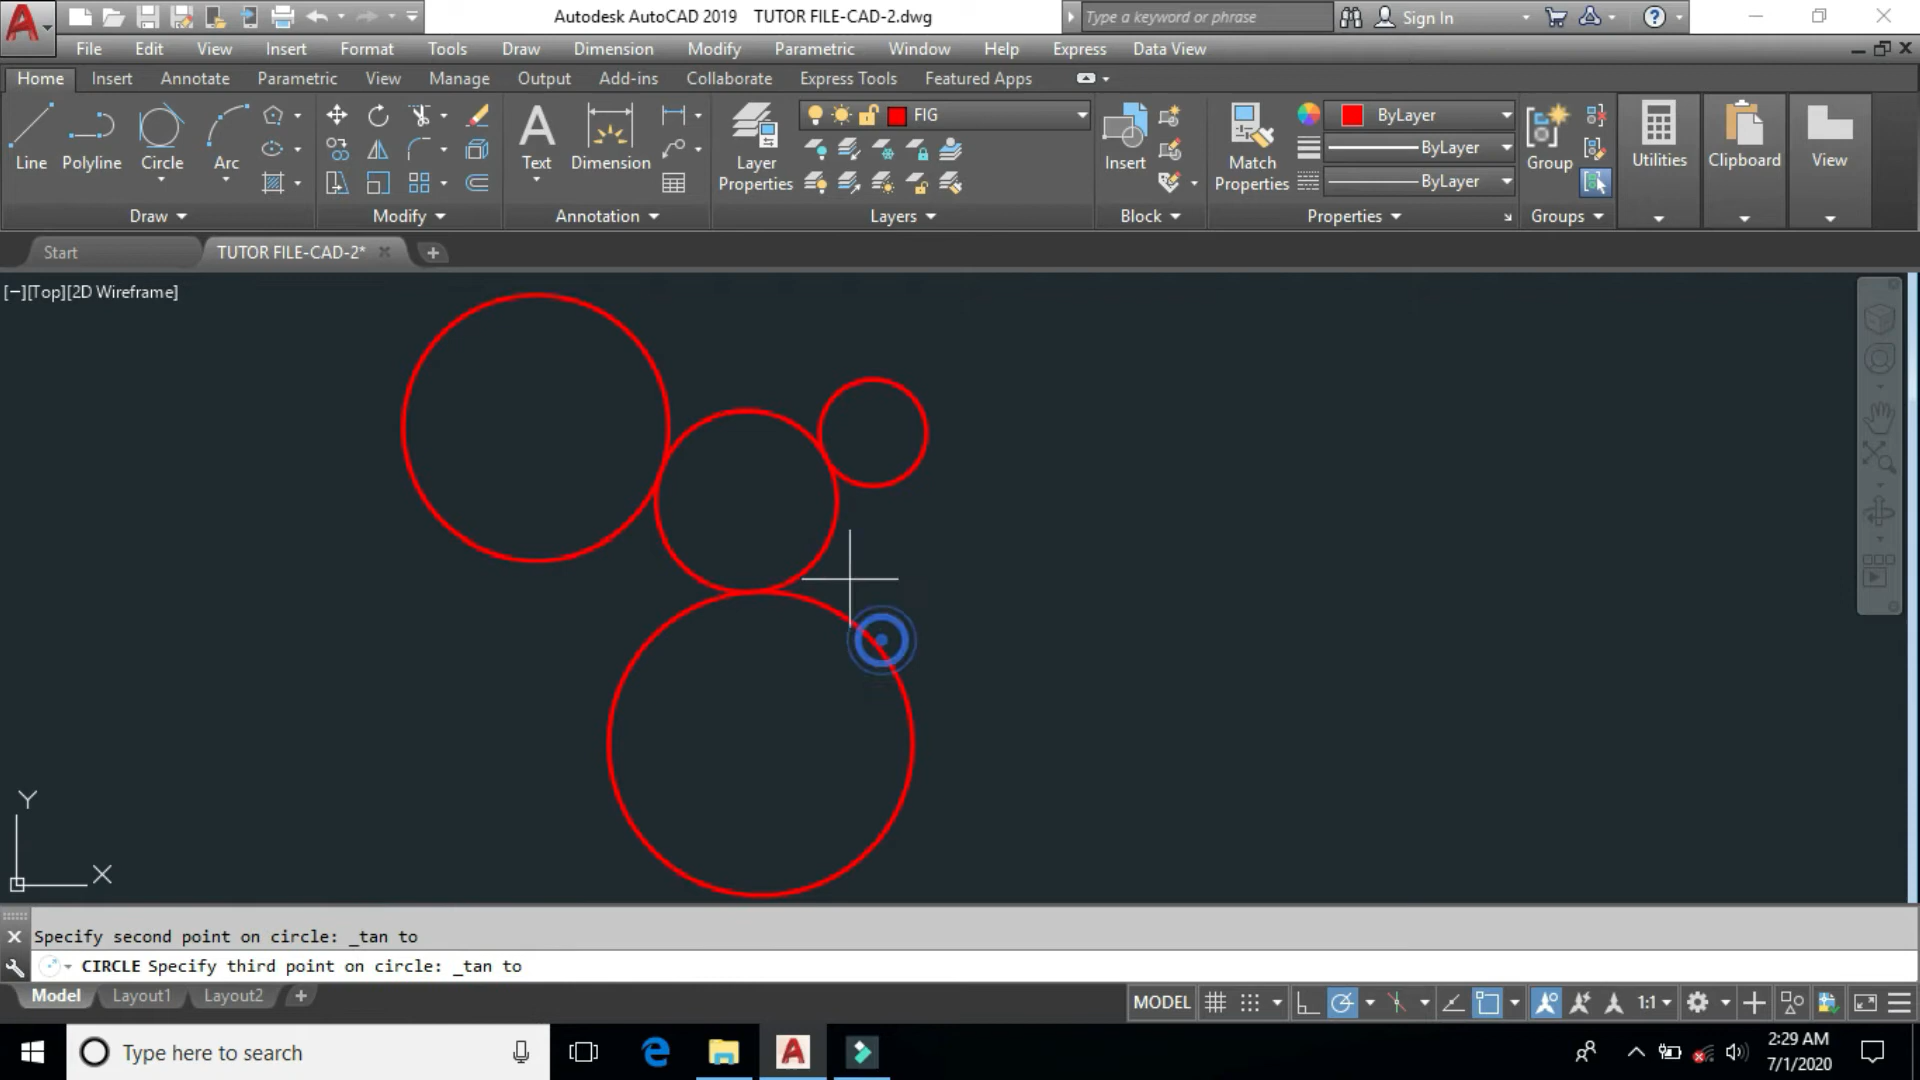 Autodesk AutoCAD 2019 TUTOR FILE-CAD-2.dwg
Type a keyword or phrase
Sign In
File Edit View Insert Format Tools Draw Dimension Modify Parametric Window Help Express Data View
Home Insert Annotate Parametric View Manage Output Add-ins Collaborate Express Tools Featured Apps
Line Polyline Circle Arc
Text Dimension
Layer Properties
FIG
Insert
Match Properties
ByLayer
ByLayer
ByLayer
Group
Utilities Clipboard View
Draw Modify Annotation Layers Block Properties Groups
Start TUTOR FILE-CAD-2*
[−][Top][2D Wireframe]
Y
X
Specify second point on circle: _tan to
CIRCLE Specify third point on circle: _tan to
Model Layout1 Layout2
MODEL 1:1
Type here to search
2:29 AM
7/1/2020